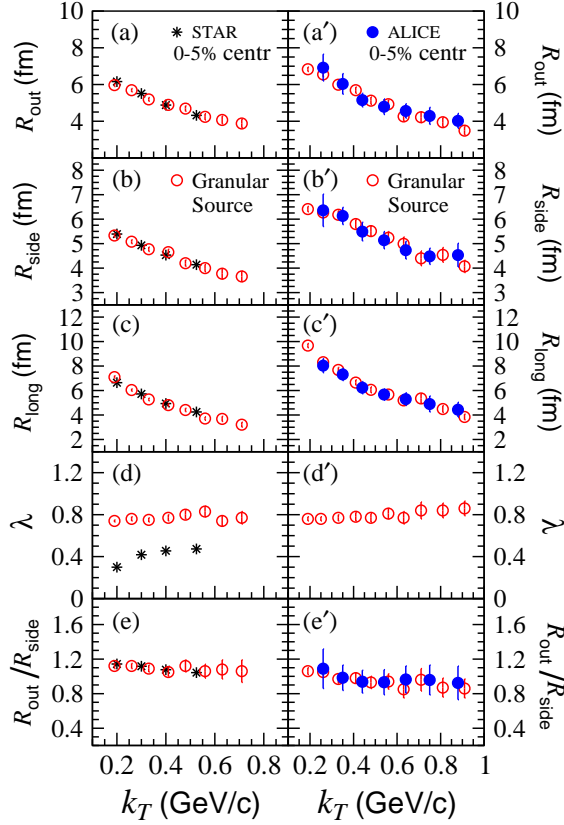 (a) ✷ STAR
0-5% centr
(a′) ● ALICE
0-5% centr
R_out (fm)
8
6
4
R_out (fm)
8
6
4
(b) ○ Granular
Source
(b′) ○ Granular
Source
R_side (fm)
8
7
6
5
4
3
R_side (fm)
8
7
6
5
4
3
(c)
(c′)
R_long (fm)
12
10
8
6
4
2
R_long (fm)
12
10
8
6
4
2
(d)
(d′)
λ
1.2
0.8
0.4
0
λ
1.2
0.8
0.4
0
(e)
(e′)
R_out/R_side
1.6
1.2
0.8
0.4
R_out/R_side
1.6
1.2
0.8
0.4
0.2 0.4 0.6 0.8
0.2 0.4 0.6 0.8 1
k_T (GeV/c)
k_T (GeV/c)